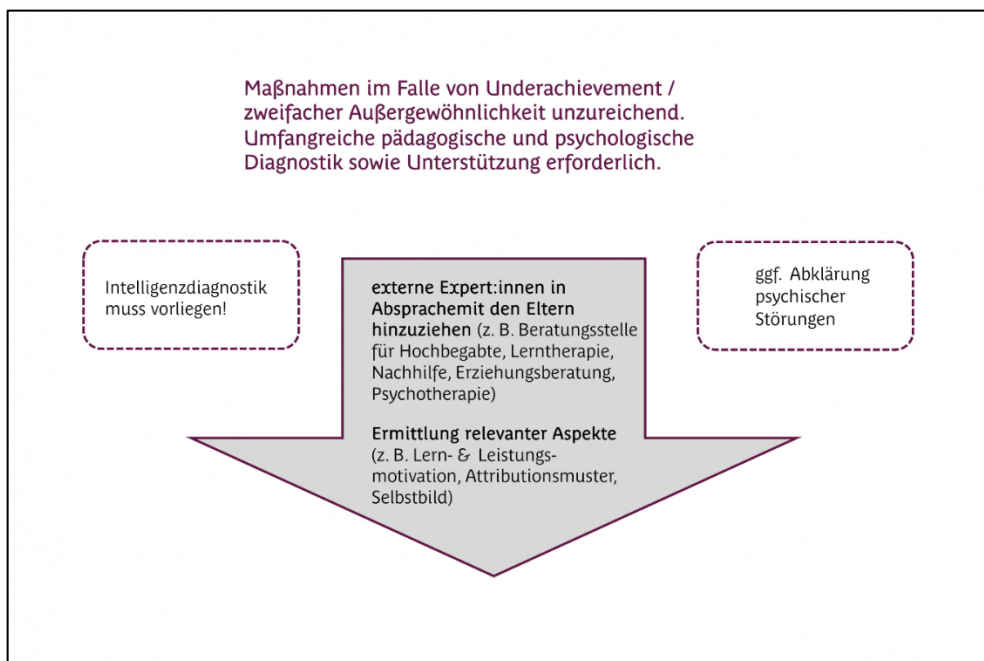 Maßnahmen im Falle von Underachievement /
zweifacher Außergewöhnlichkeit unzureichend.
Umfangreiche pädagogische und psychologische
Diagnostik sowie Unterstützung erforderlich.
Intelligenzdiagnostik
muss vorliegen!
externe Expert:innen in
Absprachemit den Eltern
hinzuziehen (z. B. Beratungsstelle
für Hochbegabte, Lerntherapie,
Nachhilfe, Erziehungsberatung,
Psychotherapie)
Ermittlung relevanter Aspekte
(z. B. Lern- & Leistungs-
motivation, Attributionsmuster,
Selbstbild)
ggf. Abklärung
psychischer
Störungen